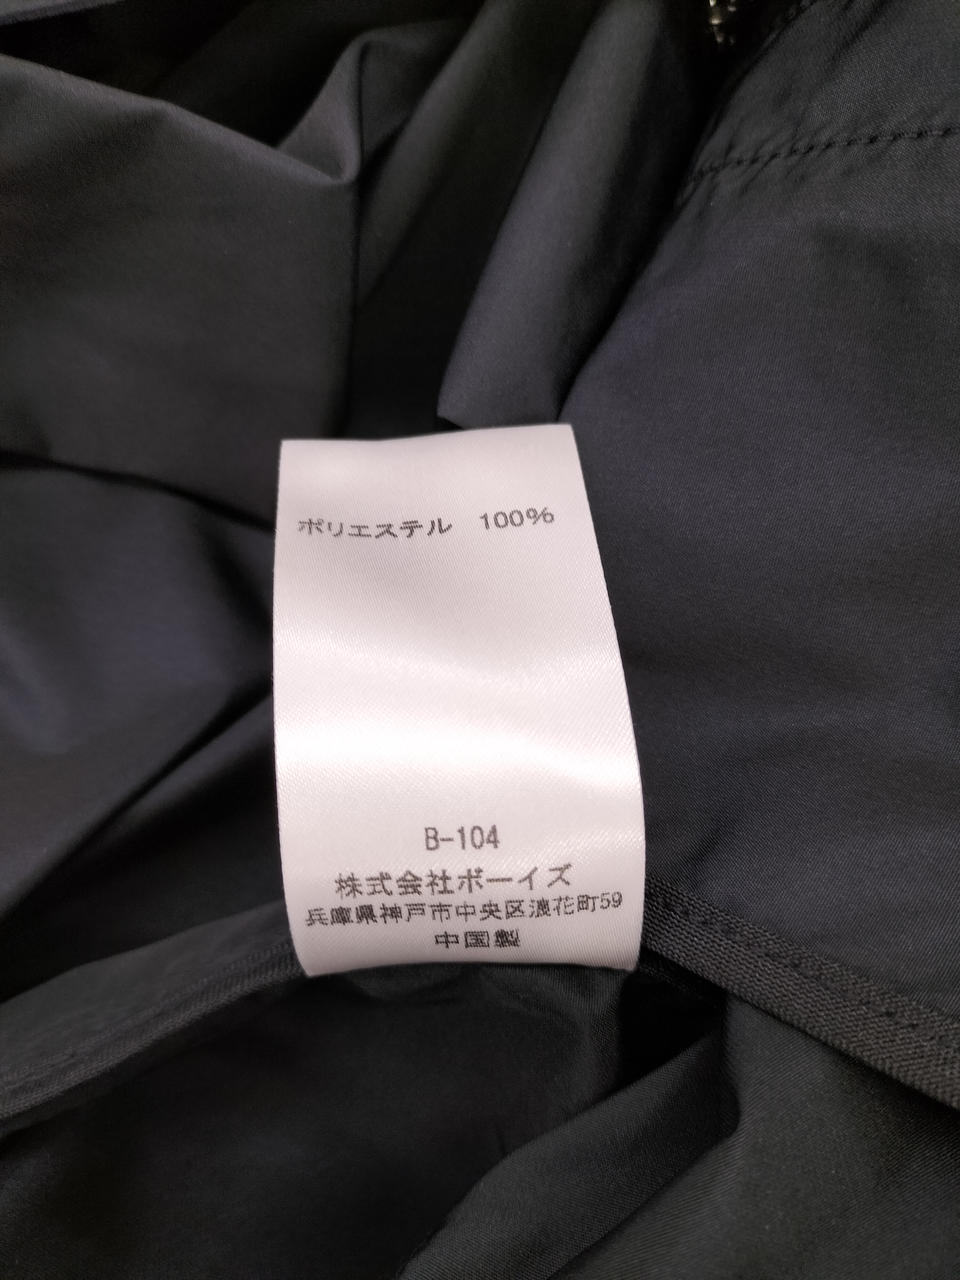 ポリエステル 100%
B-104
株式会社ボーイズ
兵庫県神戸市中央区浪花町59
中国製